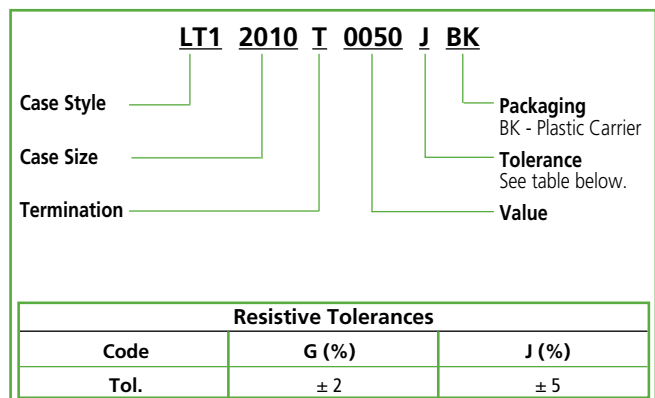 LT1 2010 T 0050 J BK
Case Style
Packaging
BK - Plastic Carrier
Case Size
Tolerance
See table below.
Termination
Value
Resistive Tolerances
Code G (%) J (%)
Tol. ± 2 ± 5